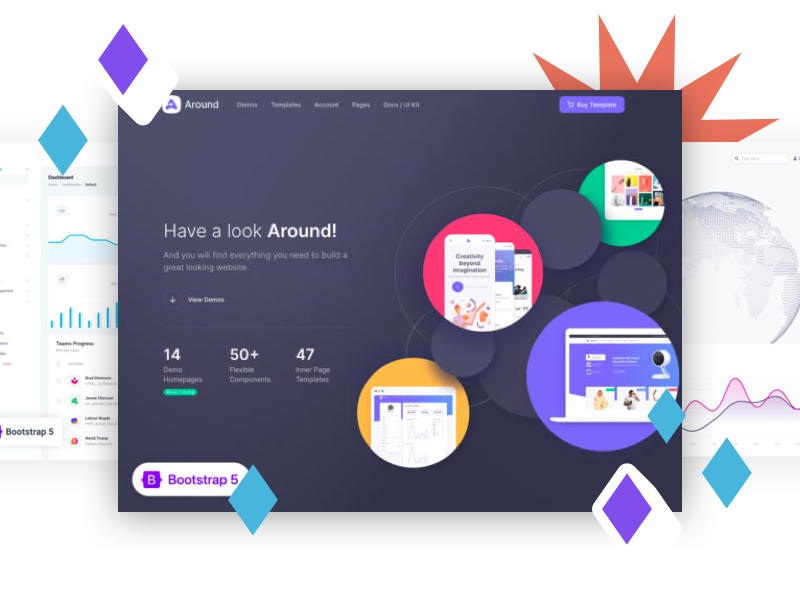 Around
Demos
Templates
Account
Pages
Docs / UI Kit
Buy Template
Have a look Around!
And you will find everything you need to build a
great looking website.
View Demos
14
Demo
Homepages
50+
Flexible
Components
47
Inner Page
Templates
Creativity
beyond
imagination
B Bootstrap 5
Dashboard
Teams Progress
Brad Simmons
Jessie Clarcson
Lebron Wayde
Natali Trump
Bootstrap 5
Type here...